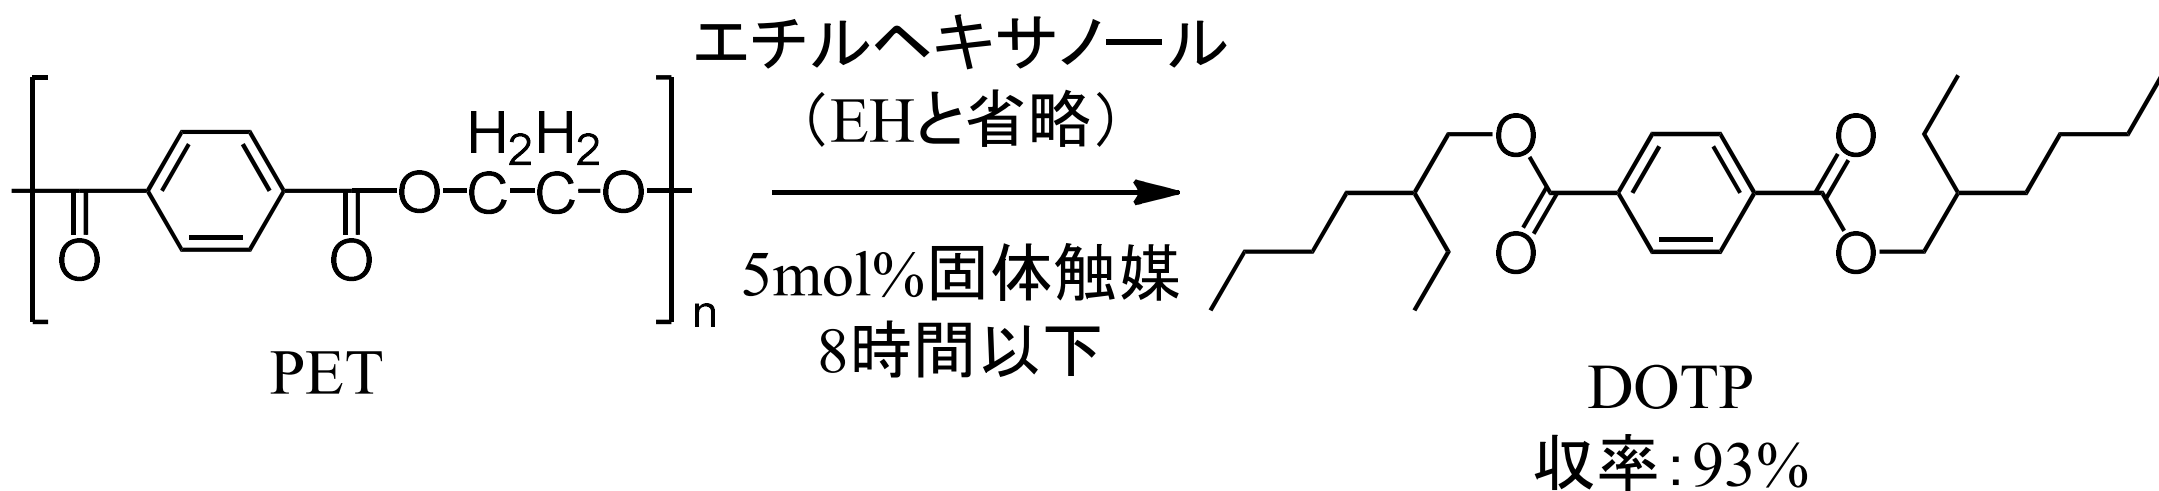 エチルヘキサノール
（EHと省略）
H2H2
O C C O
O O
n
5mol%固体触媒
8時間以下
PET
O O
O O
DOTP
収率：93%